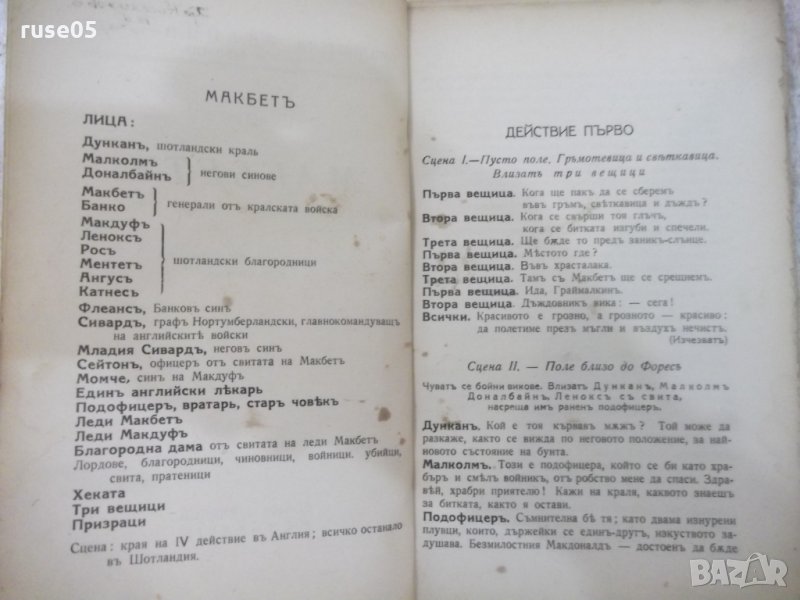 ruse05
МАКБЕТЪ
ЛИЦА:
Дунканъ, шотландски краль
Малколмъ
Доналбайнъ
негови синове
Макбетъ
Банко
генерали отъ кралската войска
Макдуфъ
Леноксъ
Росъ
Ментетъ
Ангусъ
Катнесъ
шотландски благородници
Флеансъ, Банковъ синъ
Сивардъ, графъ Нортумберландски, главнокомандуващъ
на английскитѣ войски
Младия Сивардъ, неговъ синъ
Сейтонъ, офицеръ отъ свитата на Макбетъ
Момче, синъ на Макдуфъ
Единъ английски лѣкарь
Подофицеръ, вратарь, старъ човѣкъ
Леди Макбетъ
Леди Макдуфъ
Благородна дама отъ свитата на леди Макбетъ
Лордове, благородници, чиновници, войници, убийци,
свита, пратеници
Хеката
Три вещици
Призраци
Сцена: края на IV действие въ Англия; всичко останало
въ Шотландия.
ДЕЙСТВИЕ ПЪРВО
Сцена I.—Пусто поле. Гръмотевица и свѣткавица.
Влизатъ три вещици
Първа вещица. Кога ще пакъ да се сберемъ
въвъ гръмъ, свѣткавица и дъждъ?
Втора вещица. Кога се свърши тоя глъчъ,
кога се битката изгуби и спечели.
Трета вещица. Ще бѫде то предъ заникъ-слънце.
Първа вещица. Мѣстото где?
Втора вещица. Въвъ храсталака.
Трета вещица. Тамъ съ Макбетъ ще се срещнемъ.
Първа вещица. Ида, Граймалкинъ.
Втора вещица. Дъждовникъ вика: — сега!
Всички. Красивото е грозно, а грозното — красиво:
да полетиме презъ мъгли и въздухъ нечистъ.
(Изчезватъ)
Сцена II. — Поле близо до Форесъ
Чуватъ се бойни викове. Влизатъ Дунканъ, Малколмъ
Доналбайнъ, Леноксъ съ свита,
насреща имъ раненъ подофицеръ.
Дунканъ. Кой е тоя кървавъ мѫжъ? Той може да
разкаже, както се вижда по неговото положение, за най-
новото състояние на бунта.
Малколмъ. Този е подофицера, който се би като хра-
бъръ и смѣлъ войникъ, отъ робство мене да спаси. Здра-
вѣй, храбри приятелю! Кажи на краля, каквото знаешъ
за битката, както я остави.
Подофицеръ. Съмнителна бѣ тя; като двама изнурени
плувци, които, държейки се единъ-другъ, изкуството за-
душава. Безмилостния Макдоналдъ — достоенъ да бѫде
BAZAR
bg